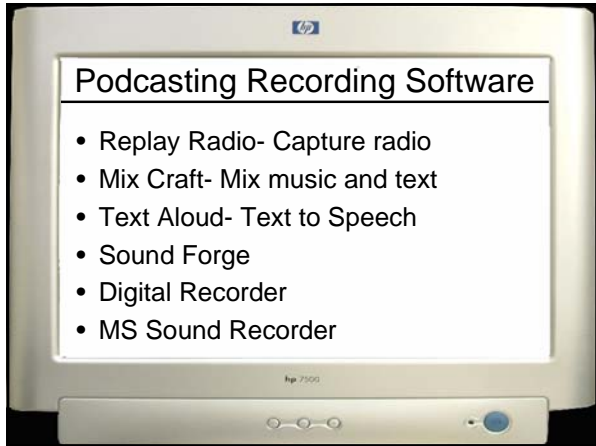 hp
Podcasting Recording Software
• Replay Radio- Capture radio
• Mix Craft- Mix music and text
• Text Aloud- Text to Speech
• Sound Forge
• Digital Recorder
• MS Sound Recorder
hp 7500